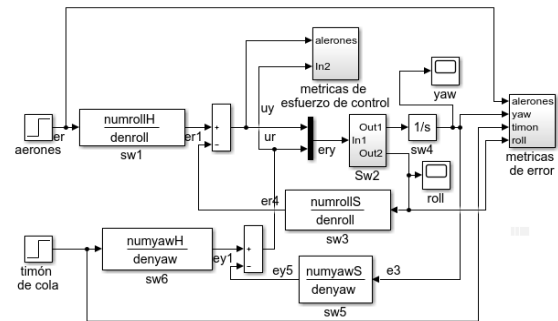 alerones
In2
metricas de
esfuerzo de control
uy
ur
ery
yaw
Out1
In1
Out2
Sw2
1/s
sw4
alerones
yaw
timon
roll
metricas
de error
aerones
er
numrollH
denroll
sw1
er1
+
−
roll
er4
numrollS
denroll
sw3
timón
de cola
numyawH
denyaw
sw6
ey1
+
−
ey5
numyawS
denyaw
sw5
e3